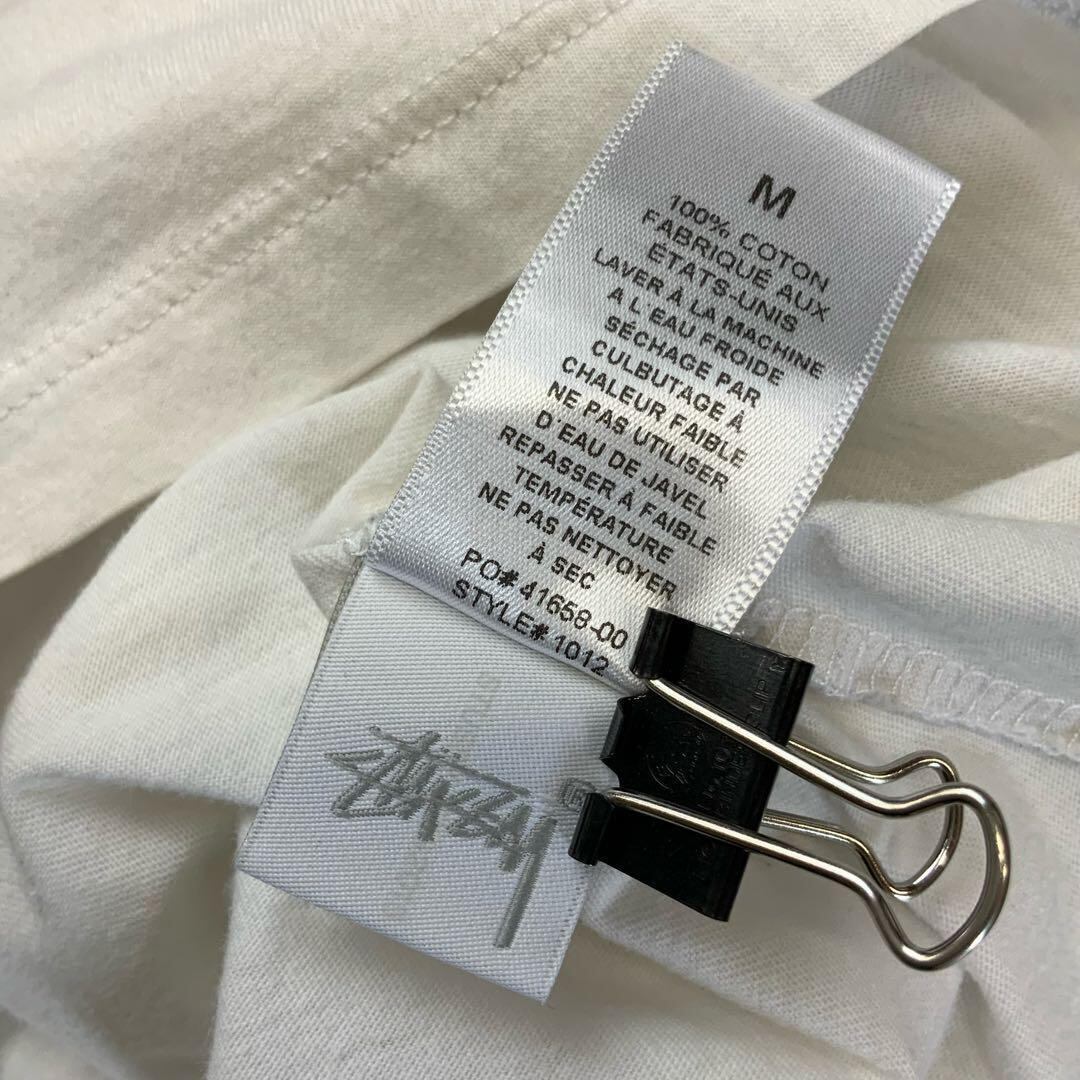 M
100% COTON
FABRIQUÉ AUX
ÉTATS-UNIS
LAVER À LA MACHINE
A L'EAU FROIDE
SÉCHAGE PAR
CULBUTAGE À
CHALEUR FAIBLE
NE PAS UTILISER
D'EAU DE JAVEL
REPASSER À FAIBLE
TEMPÉRATURE
NE PAS NETTOYER
À SEC
PO# 41658-00
STYLE# 1012
STÜSSY